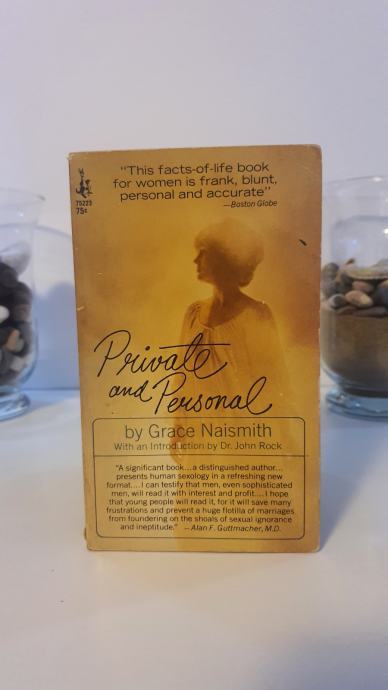 "This facts-of-life book
for women is frank, blunt,
personal and accurate"
—Boston Globe
75223
75¢
Private
and Personal
by Grace Naismith
With an Introduction by Dr. John Rock
"A significant book...a distinguished author...
presents human sexology in a refreshing new
format....I can testify that men, even sophisticated
men, will read it with interest and profit....I hope
that young people will read it, for it will save many
frustrations and prevent a huge flotilla of marriages
from foundering on the shoals of sexual ignorance
and ineptitude." —Alan F. Guttmacher, M.D.